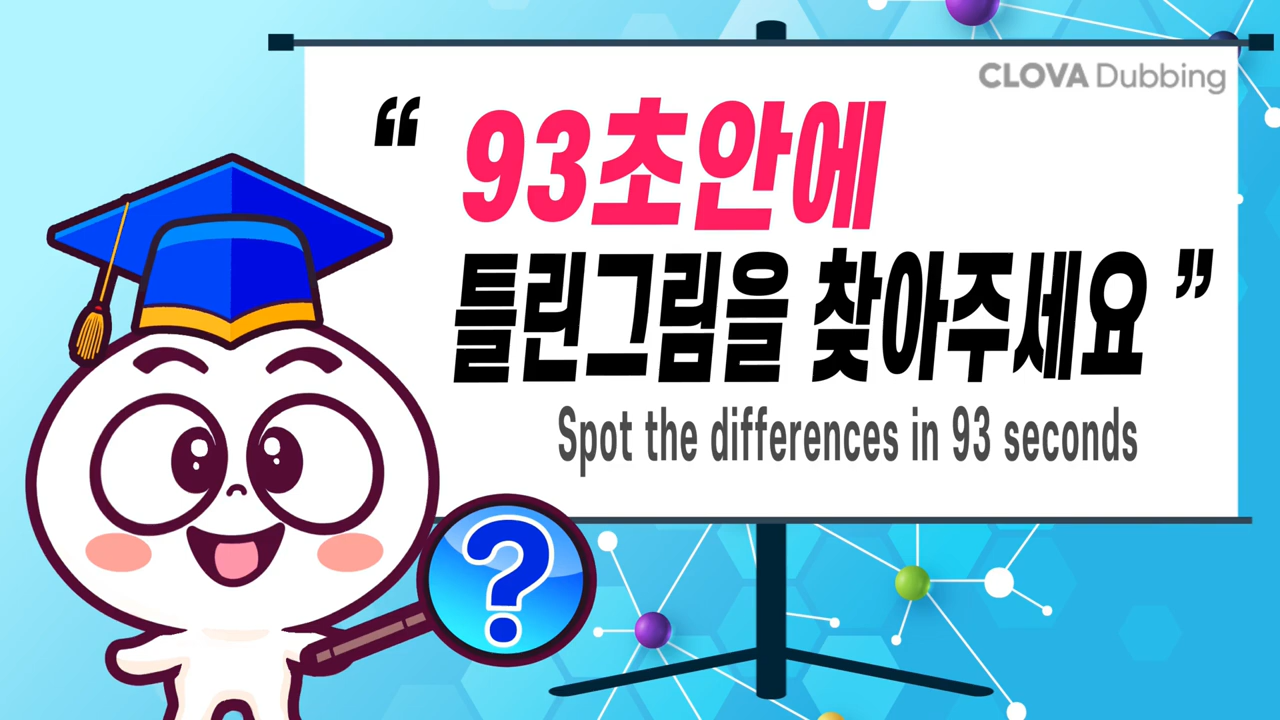 CLOVA Dubbing
“ 93초안에
틀린그림을 찾아주세요 ”
Spot the differences in 93 seconds
?